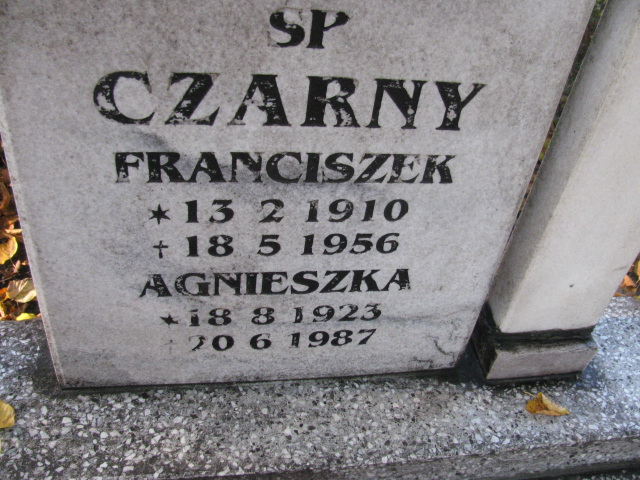 SP
CZARNY
FRANCISZEK
* 13 2 1910
† 18 5 1956
AGNIESZKA
* 18 8 1923
20 6 1987